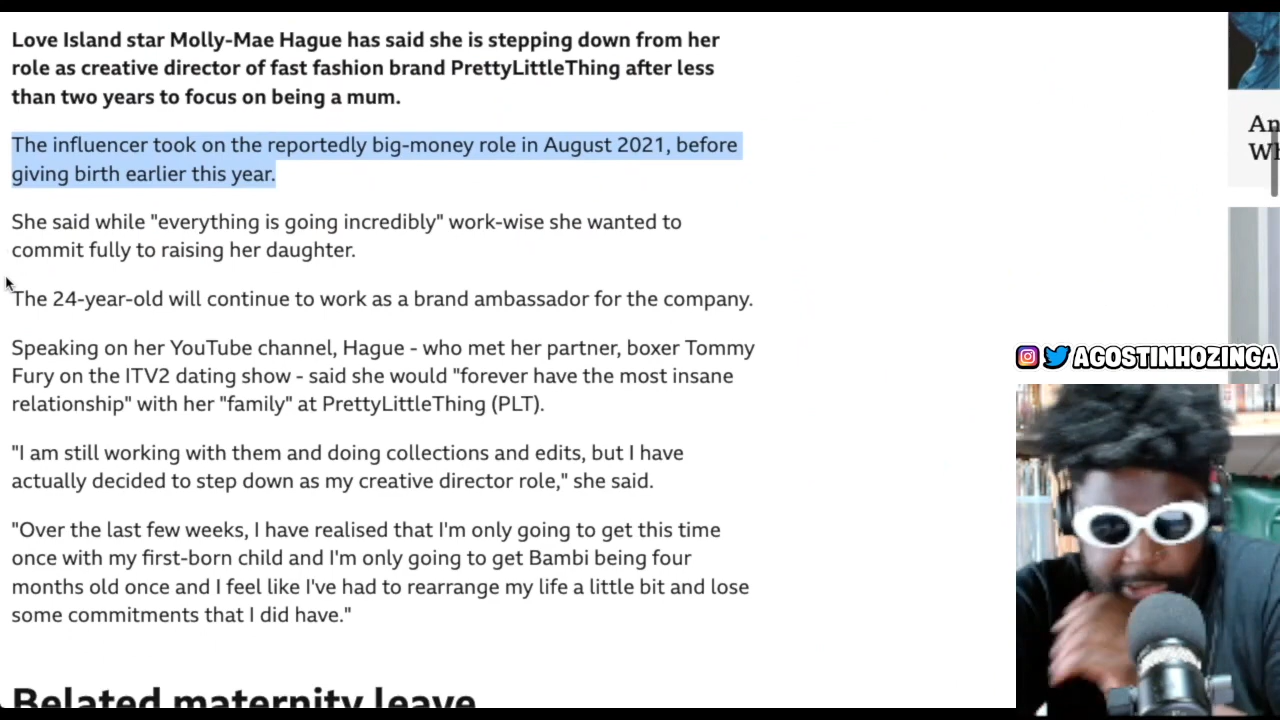 Love Island star Molly-Mae Hague has said she is stepping down from her
role as creative director of fast fashion brand PrettyLittleThing after less
than two years to focus on being a mum.
The influencer took on the reportedly big-money role in August 2021, before
giving birth earlier this year.
She said while "everything is going incredibly" work-wise she wanted to
commit fully to raising her daughter.
The 24-year-old will continue to work as a brand ambassador for the company.
Speaking on her YouTube channel, Hague - who met her partner, boxer Tommy
Fury on the ITV2 dating show - said she would "forever have the most insane
relationship" with her "family" at PrettyLittleThing (PLT).
"I am still working with them and doing collections and edits, but I have
actually decided to step down as my creative director role," she said.
"Over the last few weeks, I have realised that I'm only going to get this time
once with my first-born child and I'm only going to get Bambi being four
months old once and I feel like I've had to rearrange my life a little bit and lose
some commitments that I did have."
Related maternity leave
An
Wh
AGOSTINHOZINGA